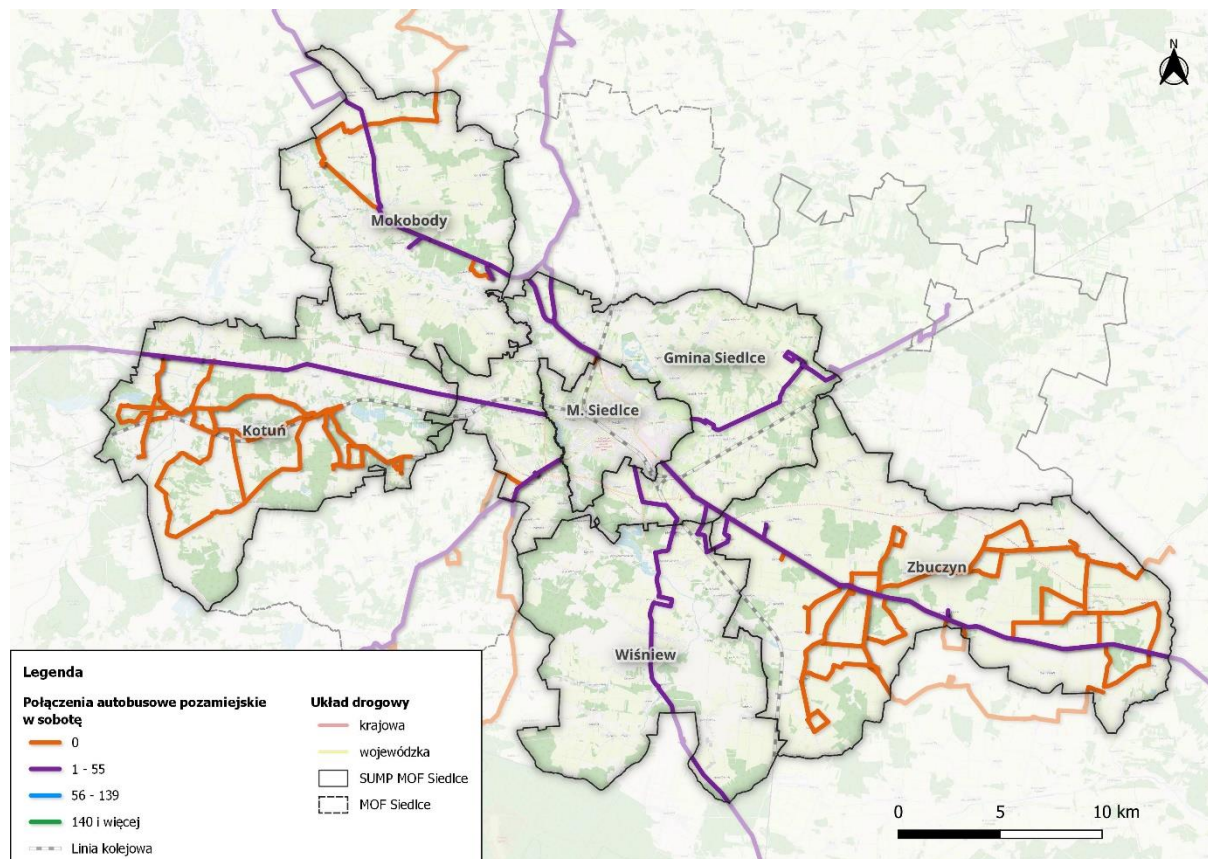 N
Mokobody
Gmina Siedlce
M. Siedlce
Kotuń
Zbuczyn
Wiśniew
Legenda
Połączenia autobusowe pozamiejskie
w sobotę
0
1 - 55
56 - 139
140 i więcej
Linia kolejowa
Układ drogowy
krajowa
wojewódzka
SUMP MOF Siedlce
MOF Siedlce
0 5 10 km